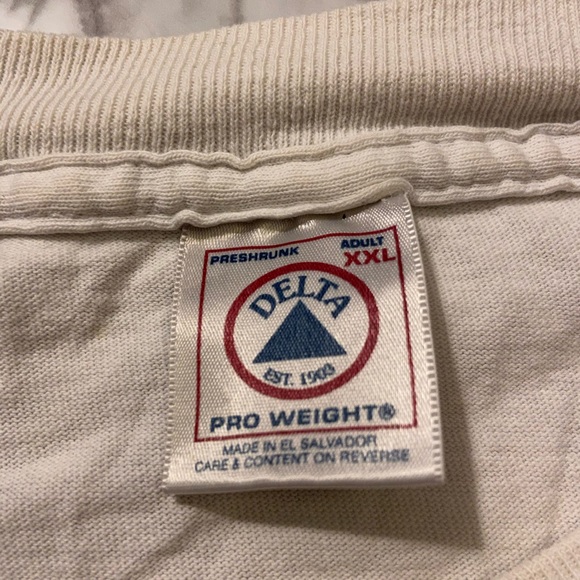 PRESHRUNK
ADULT
XXL
DELTA
EST. 1903
PRO WEIGHT®
MADE IN EL SALVADOR
CARE & CONTENT ON REVERSE